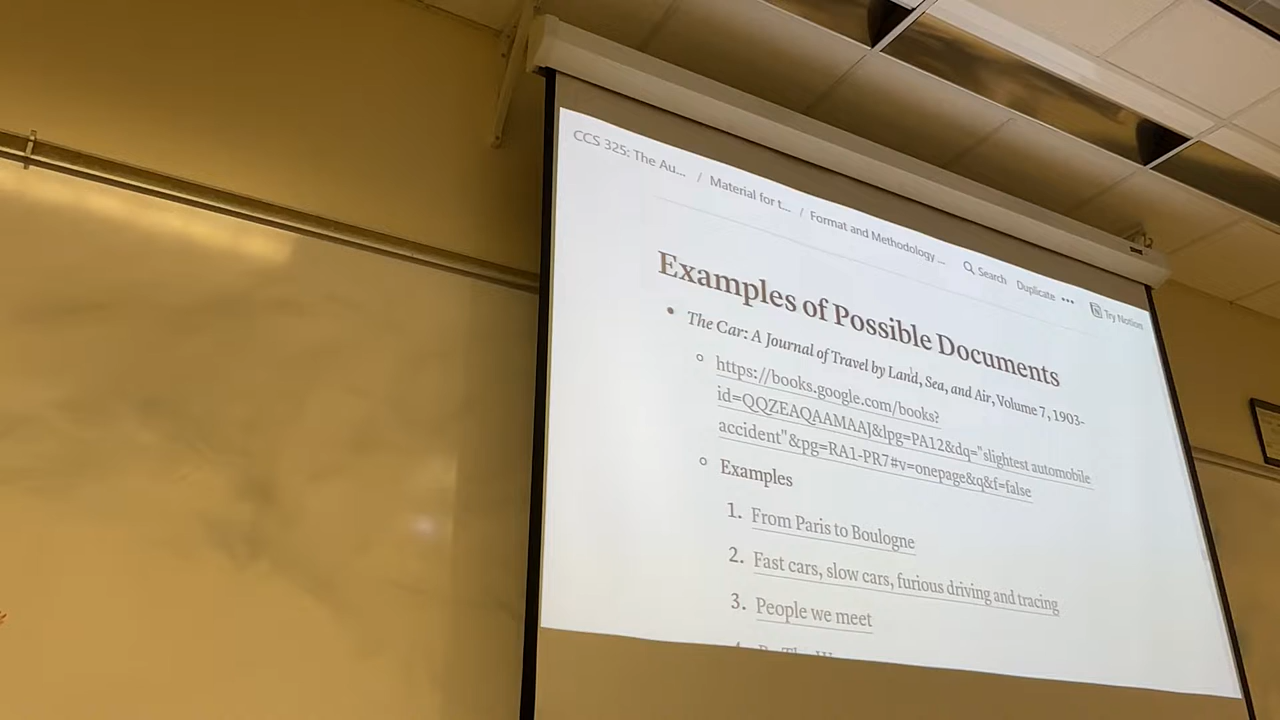 CCS 325: The Au... / Material for t... / Format and Methodology ... Search Duplicate ••• Try Notion
Examples of Possible Documents
• The Car: A Journal of Travel by Land, Sea, and Air, Volume 7, 1903-
○ https://books.google.com/books?
id=QQZEAQAAMAAJ&lpg=PA12&dq="slightest automobile
accident"&pg=RA1-PR7#v=onepage&q&f=false
○ Examples
1. From Paris to Boulogne
2. Fast cars, slow cars, furious driving and tracing
3. People we meet